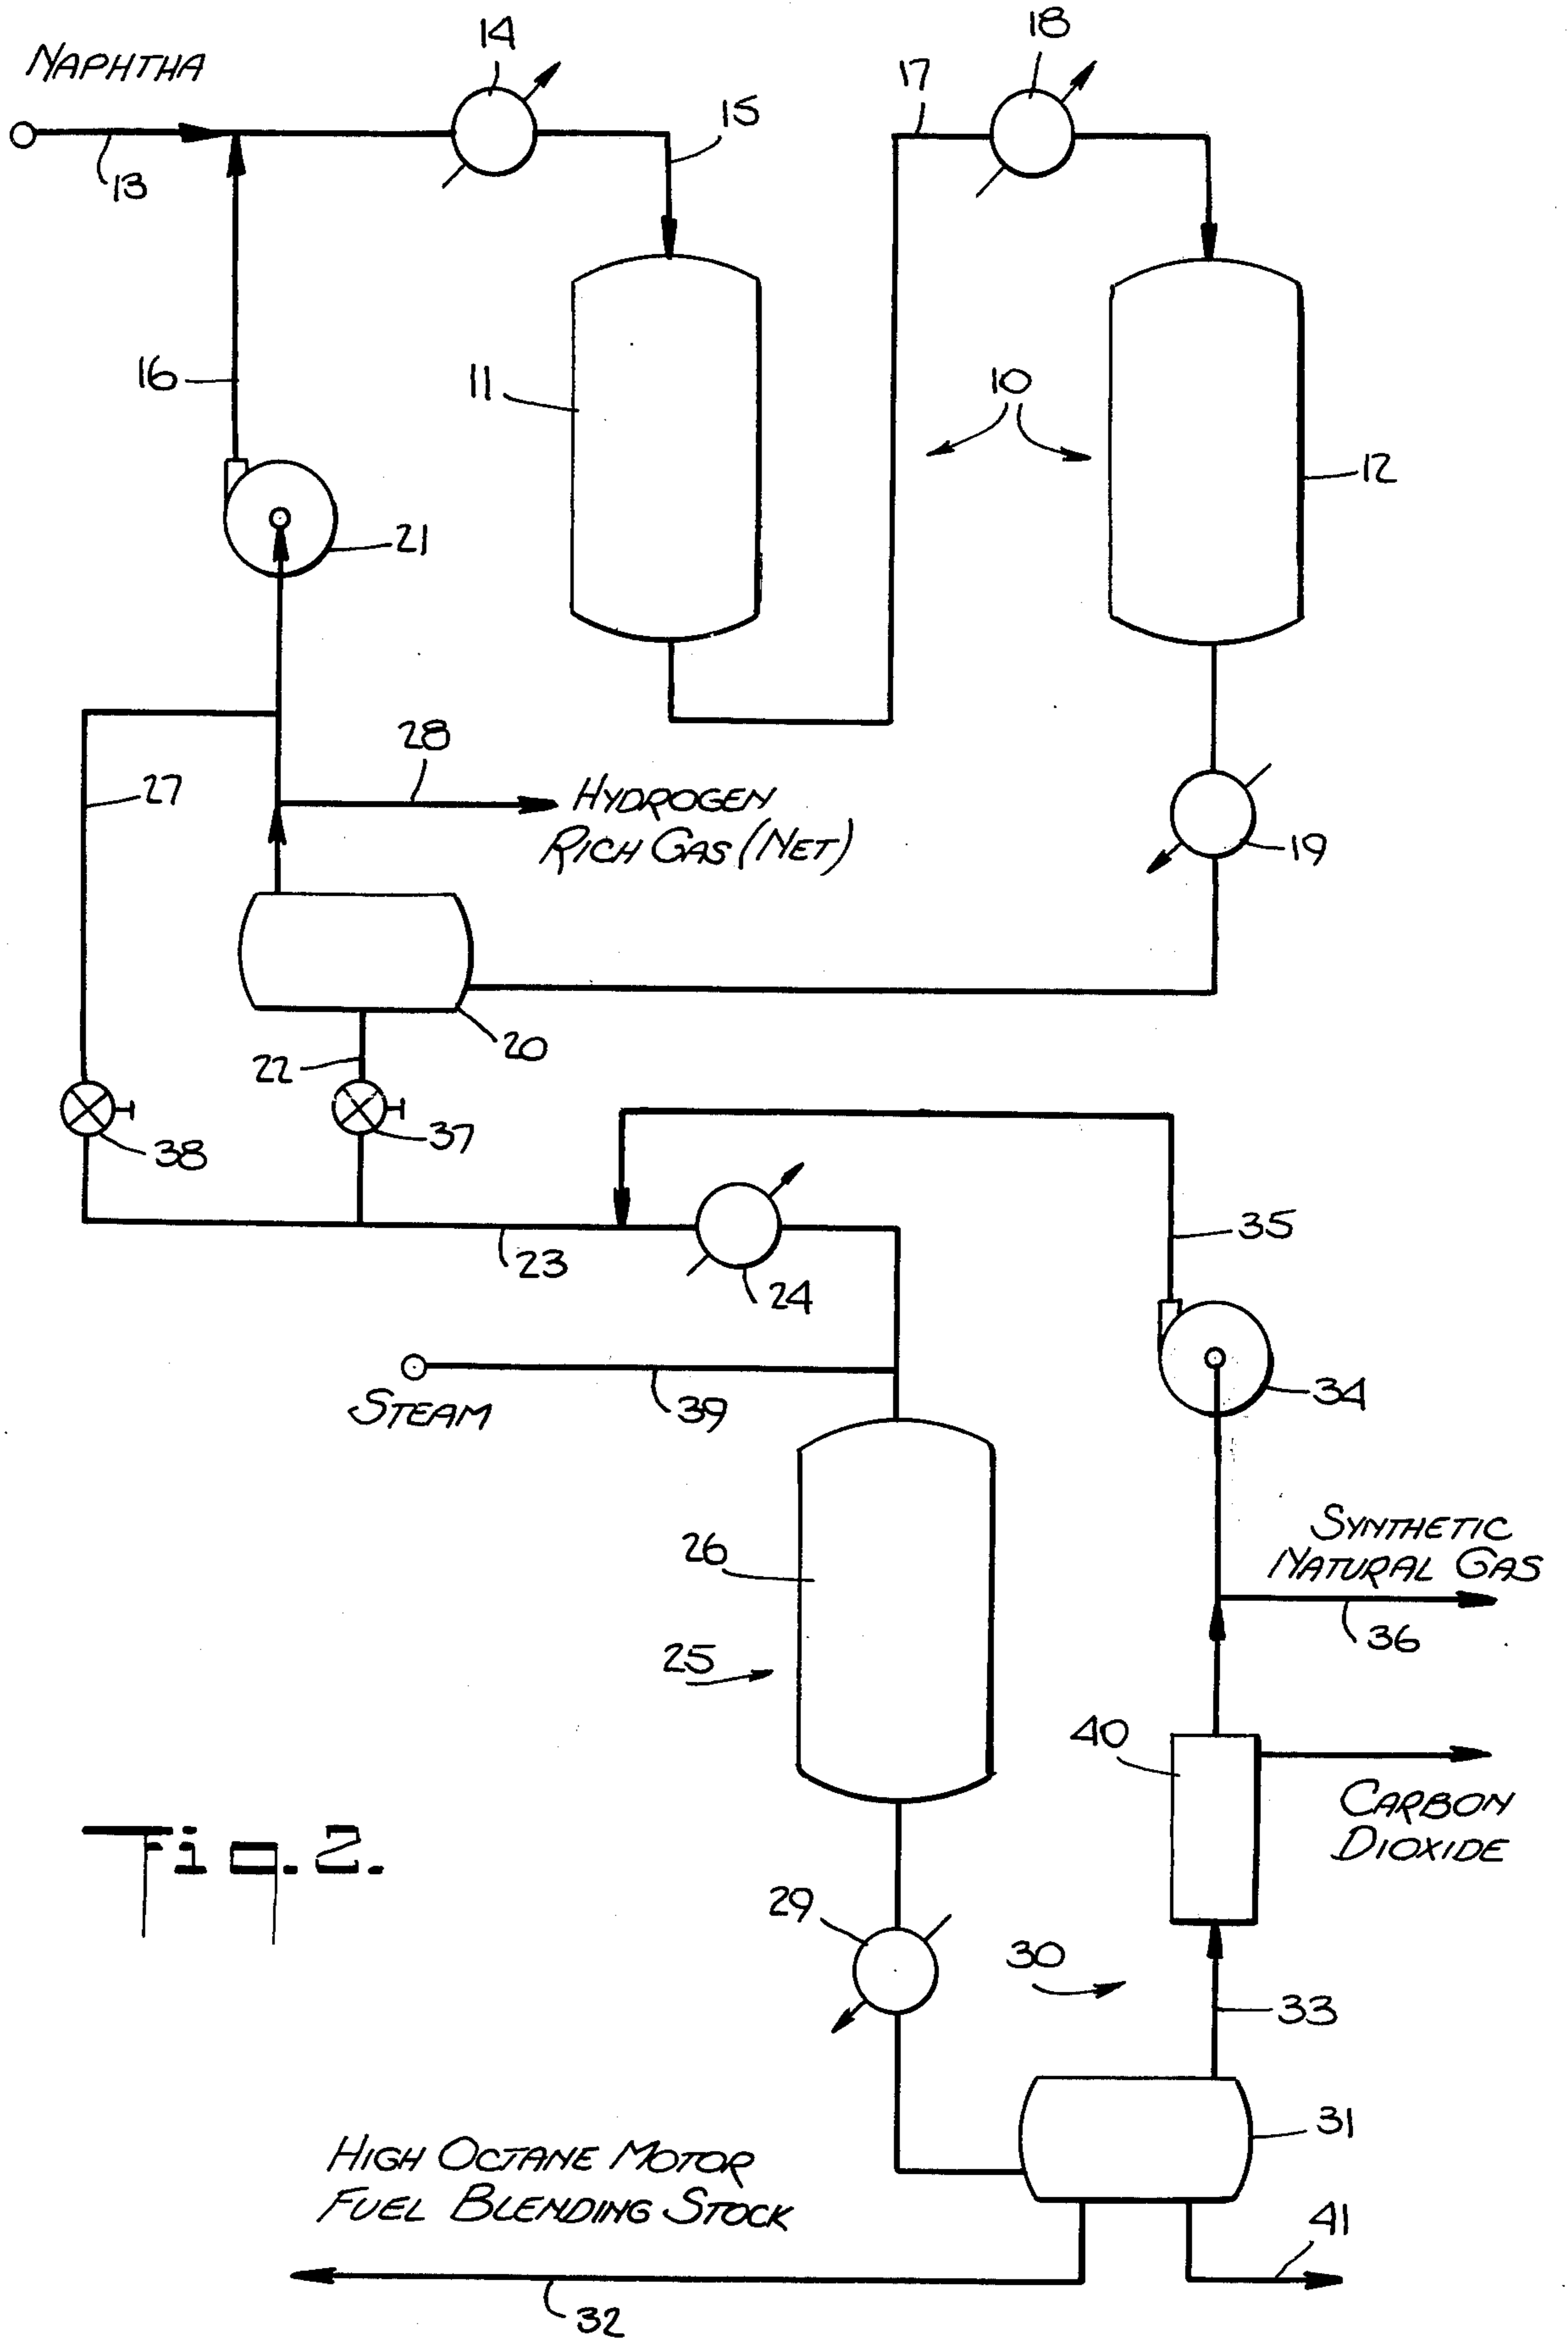 14
18
NAPHTHA
17
15
13
16
11
10
12
21
28
27
HYDROGEN
RICH GAS (NET)
19
20
22
37
38
35
23
24
34
STEAM
39
SYNTHETIC
NATURAL GAS
26
36
25
40
CARBON
DIOXIDE
Fig. 2.
29
30
33
31
HIGH OCTANE MOTOR
FUEL BLENDING STOCK
41
32